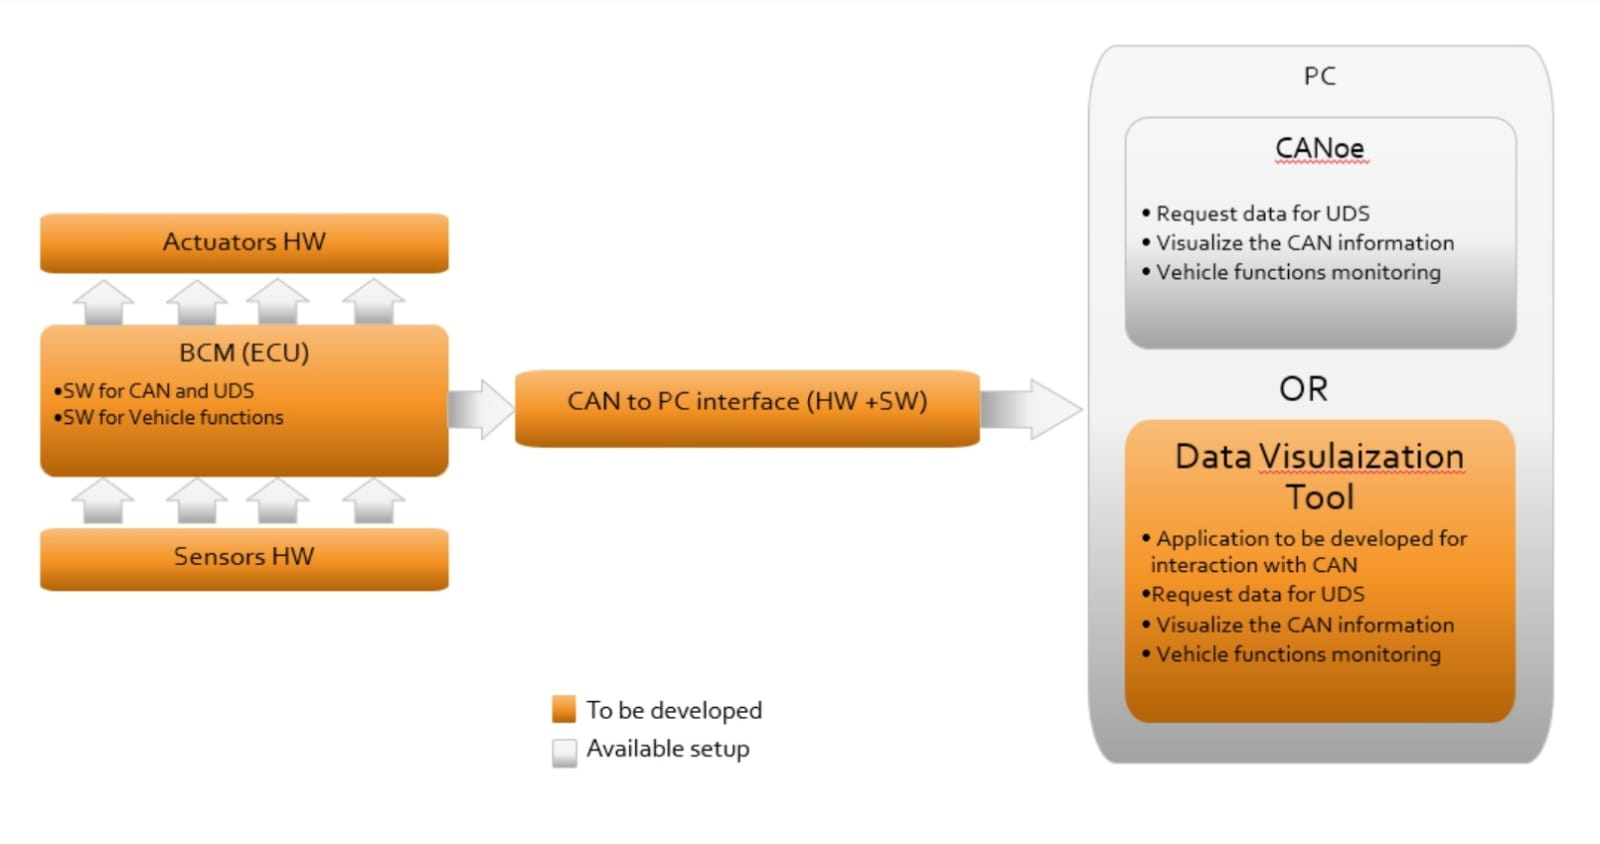 Actuators HW
BCM (ECU)
•SW for CAN and UDS
•SW for Vehicle functions
Sensors HW
CAN to PC interface (HW +SW)
PC
CANoe
• Request data for UDS
• Visualize the CAN information
• Vehicle functions monitoring
OR
Data Visulaization
Tool
• Application to be developed for
interaction with CAN
•Request data for UDS
• Visualize the CAN information
• Vehicle functions monitoring
To be developed
Available setup